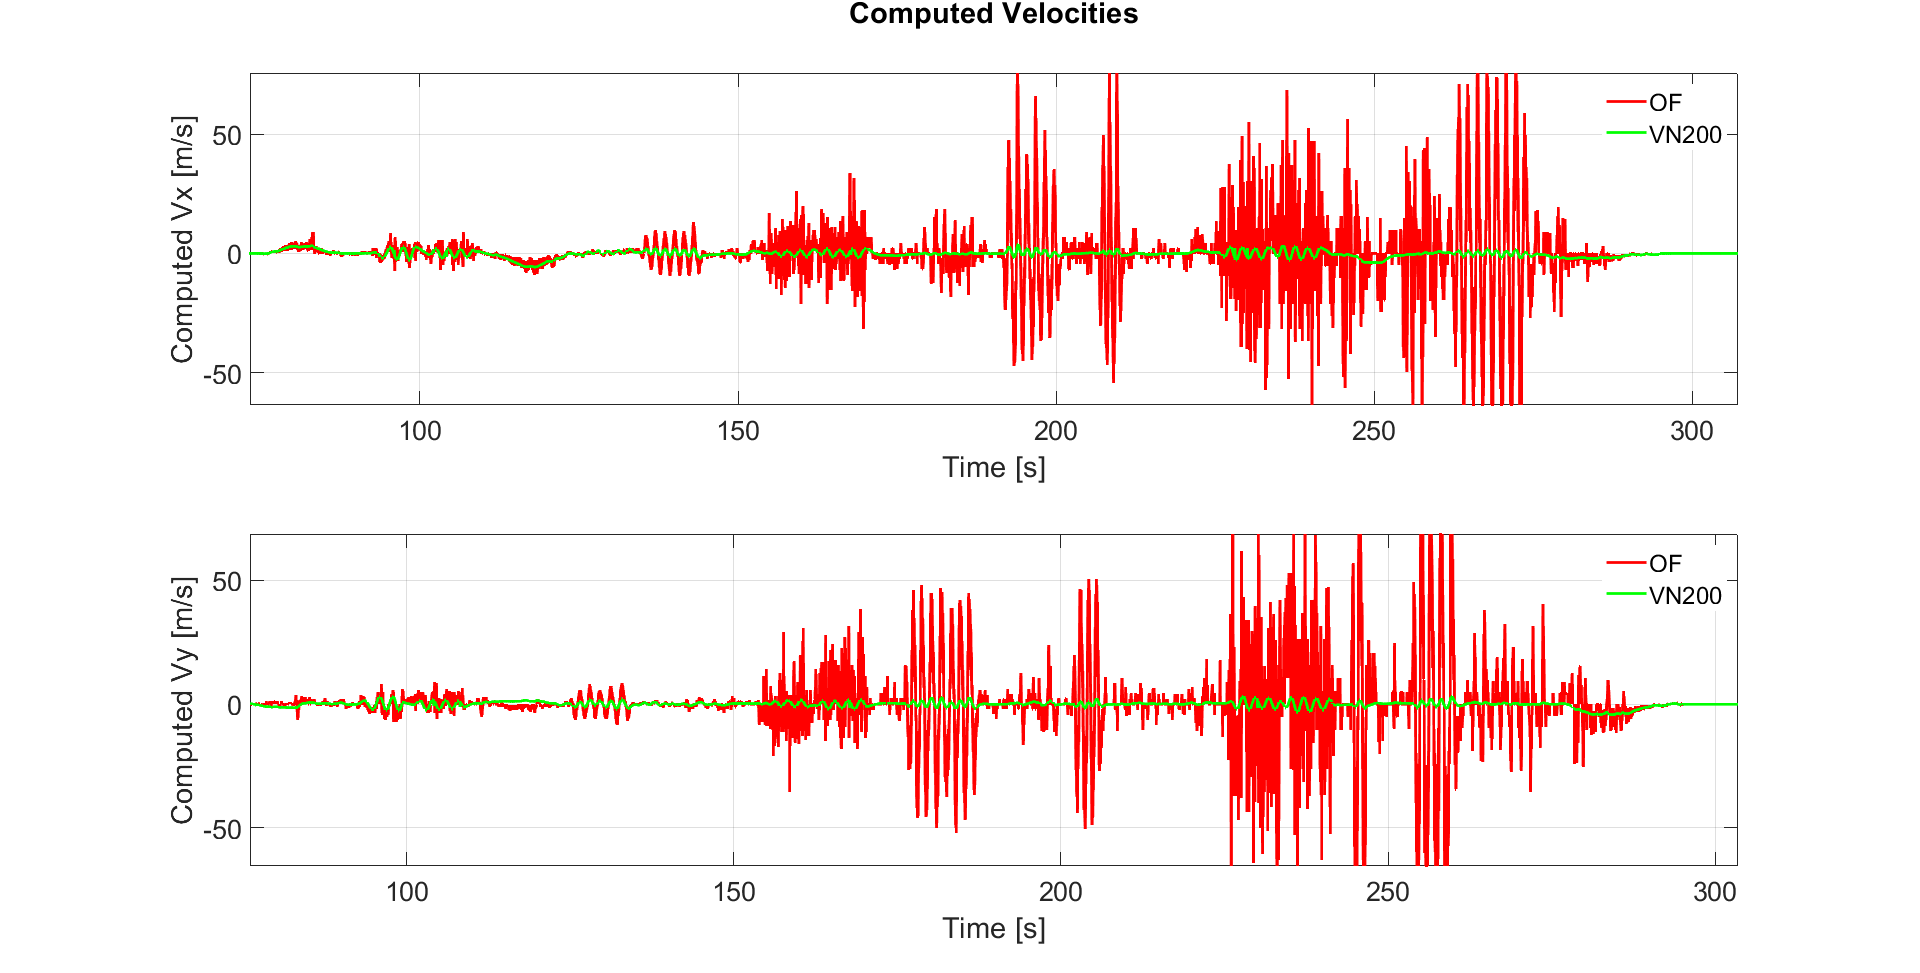 Computed Velocities
Computed Vx [m/s]
50
0
-50
OF
VN200
100 150 200 250 300
Time [s]
Computed Vy [m/s]
50
0
-50
OF
VN200
100 150 200 250 300
Time [s]